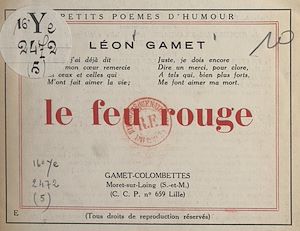 PETITS POEMES D'HUMOUR
16° Ye
2472
(5)
10
LÉON GAMET
j'ai déjà dit
mon cœur remercie
Et ceux et celles qui
M'ont fait aimer la vie;
Juste, je dois encore
Dire un merci, pour clore,
A tels qui, bien plus forts,
Me font aimer ma mort.
le feu rouge
R.F.
16 Ye
2472
(5)
GAMET-COLOMBETTES
Moret-sur-Loing (S.-et-M.)
(C. C. P. n° 659 Lille)
E
(Tous droits de reproduction réservés)